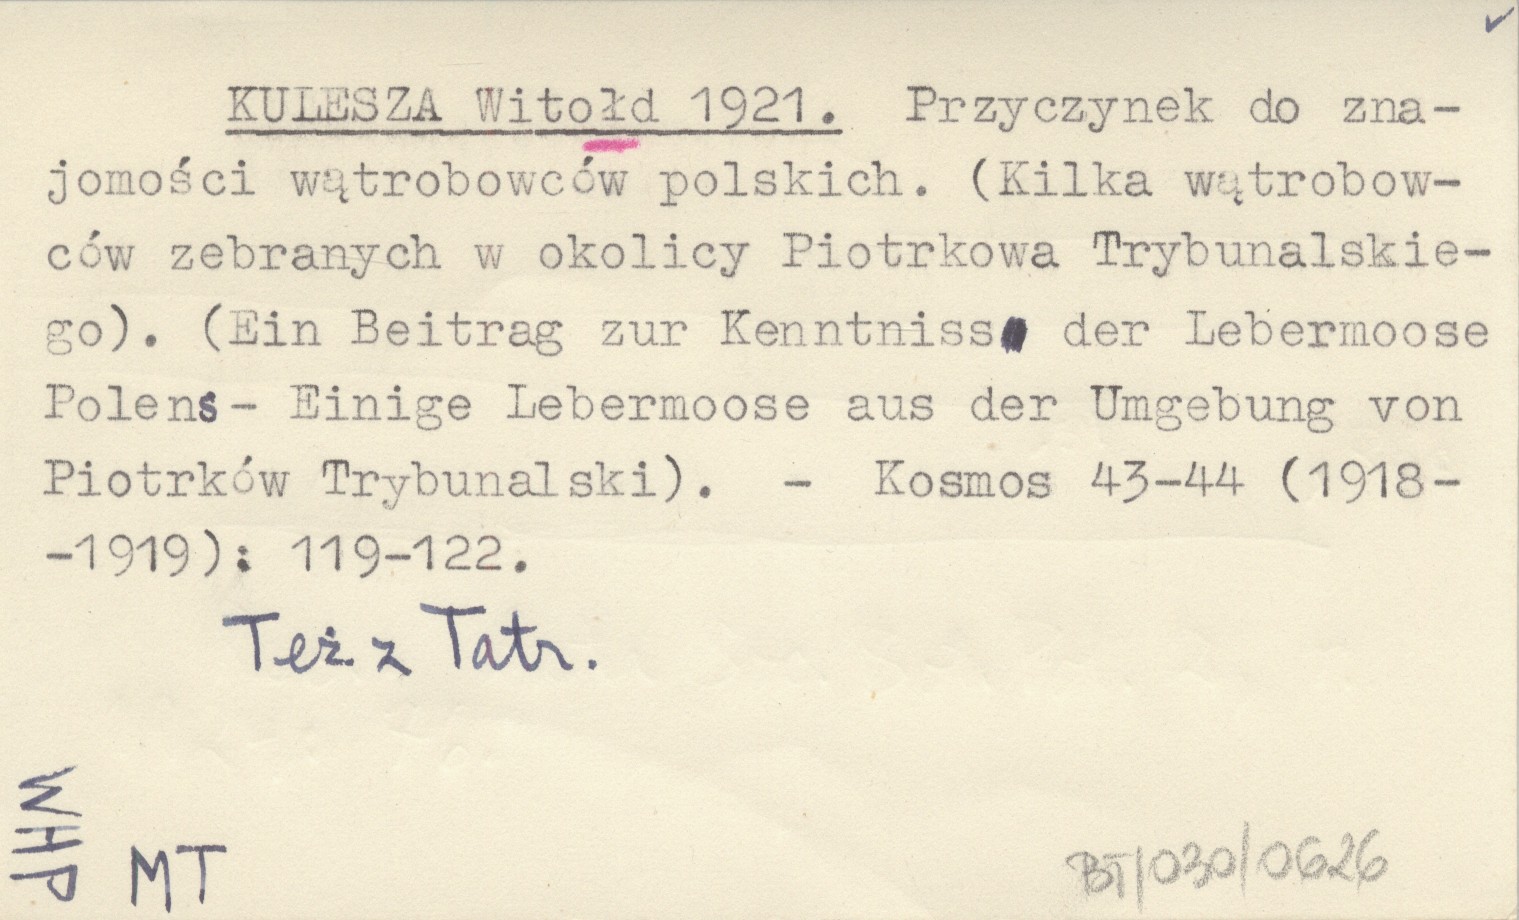 KULESZA Witołd 1921. Przyczynek do zna-
jomości wątrobowców polskich. (Kilka wątrobow-
ców zebranych w okolicy Piotrkowa Trybunalskie-
go). (Ein Beitrag zur Kenntniss der Lebermoose
Polens - Einige Lebermoose aus der Umgebung von
Piotrków Trybunalski). - Kosmos 43-44 (1918-
-1919): 119-122.
Też z Tatr.
WHP
MT
BT/030/0626